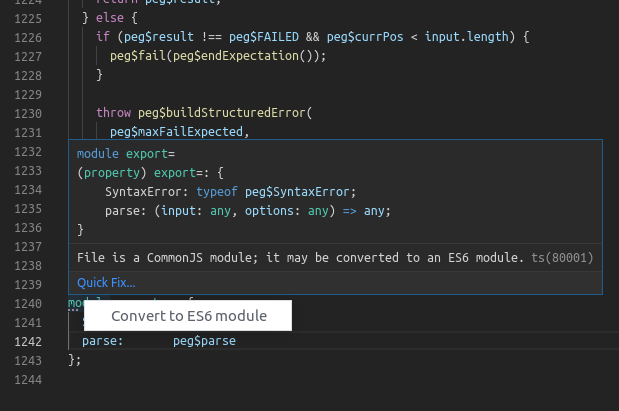 return peg$result;
1225 } else {
1226 if (peg$result !== peg$FAILED && peg$currPos < input.length) {
1227 peg$fail(peg$endExpectation());
1228 }
1229
1230 throw peg$buildStructuredError(
1231 peg$maxFailExpected,
1232
module export=
1233 (property) export=: {
1234 SyntaxError: typeof peg$SyntaxError;
1235 parse: (input: any, options: any) => any;
1236 }
1237
1238 File is a CommonJS module; it may be converted to an ES6 module. ts(80001)
1239 Quick Fix...
1240
1241 Convert to ES6 module
1242 parse: peg$parse
1243 };
1244